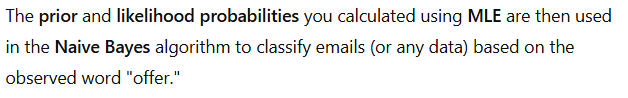 The prior and likelihood probabilities you calculated using MLE are then used
in the Naive Bayes algorithm to classify emails (or any data) based on the
observed word "offer."